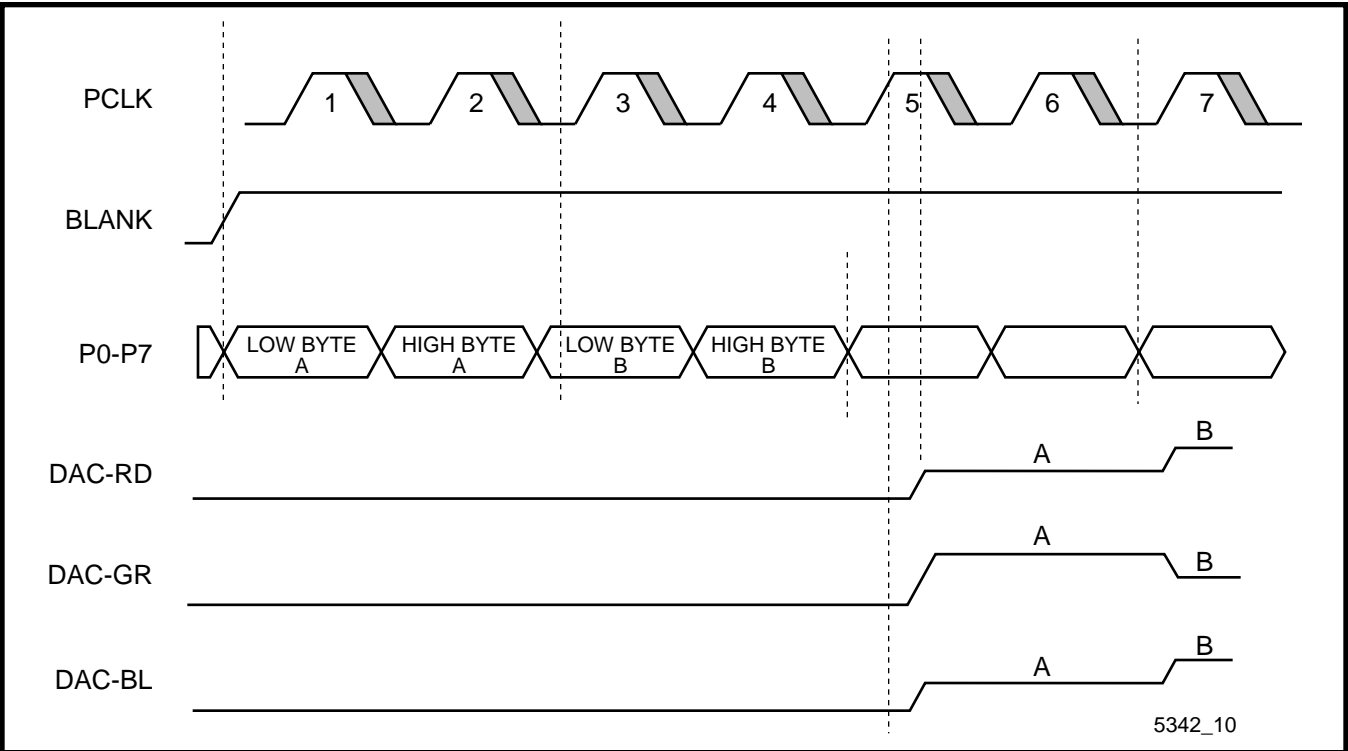 PCLK
1 2 3 4 5 6 7
BLANK
P0-P7
LOW BYTE A
HIGH BYTE A
LOW BYTE B
HIGH BYTE B
DAC-RD
A
B
DAC-GR
A
B
DAC-BL
A
B
5342_10